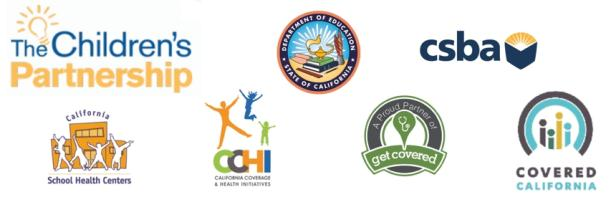 The Children's
Partnership
DEPARTMENT OF EDUCATION
STATE OF CALIFORNIA
csba
California
School Health Centers
CCHI
CALIFORNIA COVERAGE
& HEALTH INITIATIVES
A Proud Partner of
get covered
COVERED
CALIFORNIA